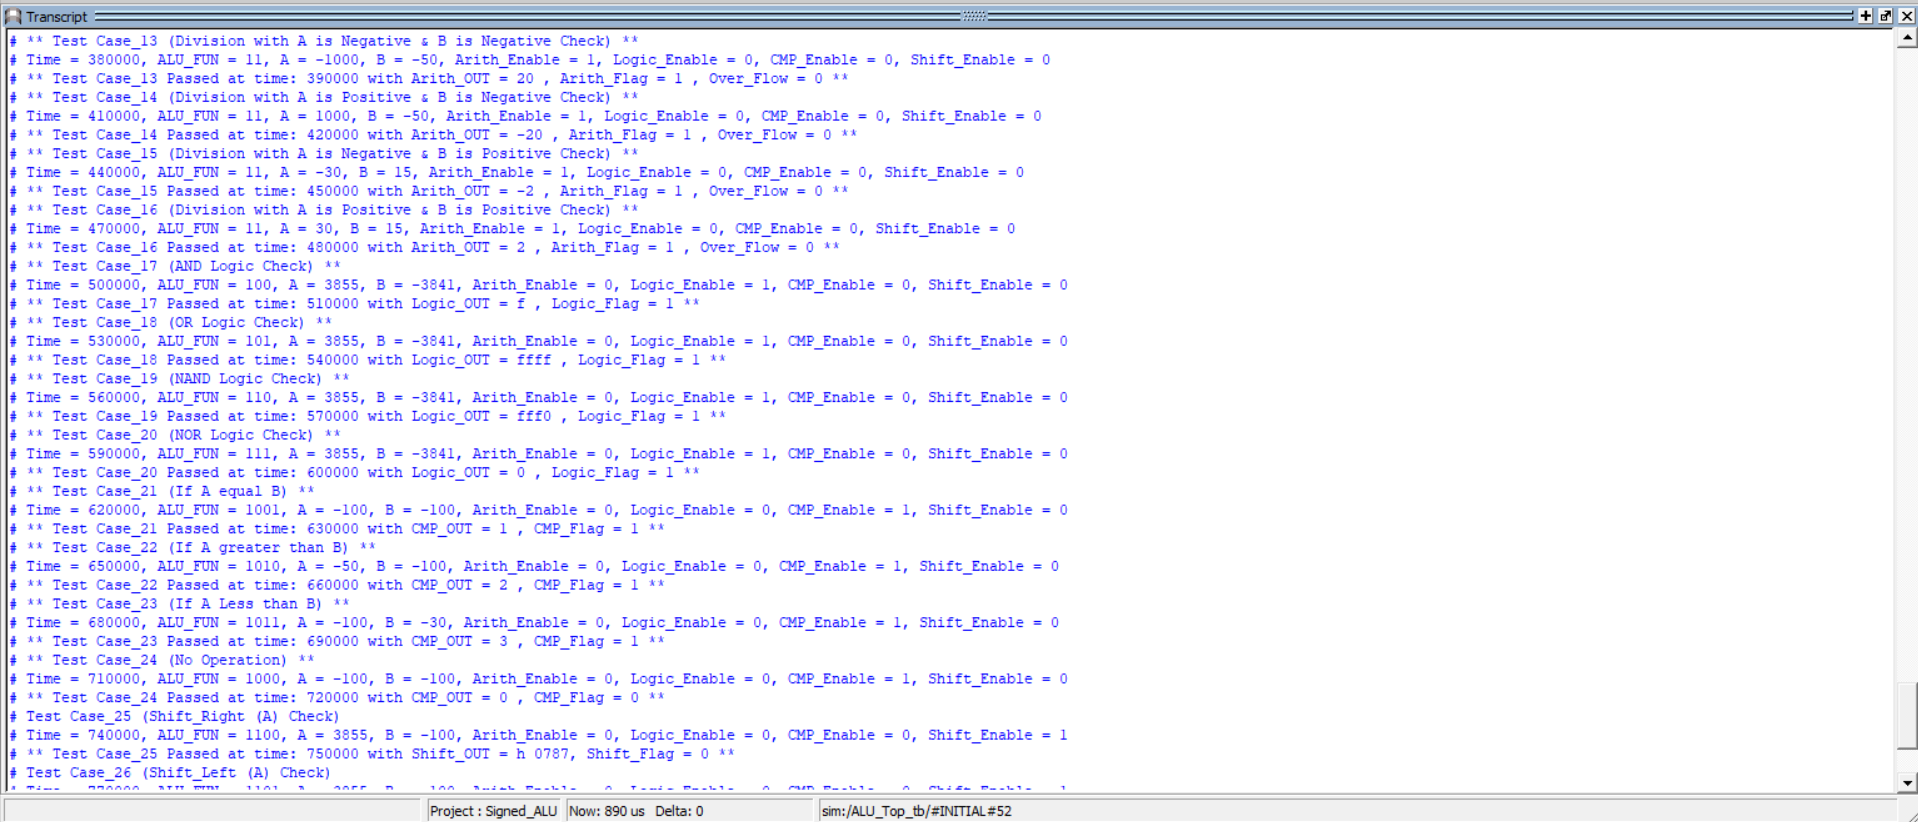 Transcript
# ** Test Case_13 (Division with A is Negative & B is Negative Check) **
# Time = 380000, ALU_FUN = 11, A = -1000, B = -50, Arith_Enable = 1, Logic_Enable = 0, CMP_Enable = 0, Shift_Enable = 0
# ** Test Case_13 Passed at time: 390000 with Arith_OUT = 20 , Arith_Flag = 1 , Over_Flow = 0 **
# ** Test Case_14 (Division with A is Positive & B is Negative Check) **
# Time = 410000, ALU_FUN = 11, A = 1000, B = -50, Arith_Enable = 1, Logic_Enable = 0, CMP_Enable = 0, Shift_Enable = 0
# ** Test Case_14 Passed at time: 420000 with Arith_OUT = -20 , Arith_Flag = 1 , Over_Flow = 0 **
# ** Test Case_15 (Division with A is Negative & B is Positive Check) **
# Time = 440000, ALU_FUN = 11, A = -30, B = 15, Arith_Enable = 1, Logic_Enable = 0, CMP_Enable = 0, Shift_Enable = 0
# ** Test Case_15 Passed at time: 450000 with Arith_OUT = -2 , Arith_Flag = 1 , Over_Flow = 0 **
# ** Test Case_16 (Division with A is Positive & B is Positive Check) **
# Time = 470000, ALU_FUN = 11, A = 30, B = 15, Arith_Enable = 1, Logic_Enable = 0, CMP_Enable = 0, Shift_Enable = 0
# ** Test Case_16 Passed at time: 480000 with Arith_OUT = 2 , Arith_Flag = 1 , Over_Flow = 0 **
# ** Test Case_17 (AND Logic Check) **
# Time = 500000, ALU_FUN = 100, A = 3855, B = -3841, Arith_Enable = 0, Logic_Enable = 1, CMP_Enable = 0, Shift_Enable = 0
# ** Test Case_17 Passed at time: 510000 with Logic_OUT = f , Logic_Flag = 1 **
# ** Test Case_18 (OR Logic Check) **
# Time = 530000, ALU_FUN = 101, A = 3855, B = -3841, Arith_Enable = 0, Logic_Enable = 1, CMP_Enable = 0, Shift_Enable = 0
# ** Test Case_18 Passed at time: 540000 with Logic_OUT = ffff , Logic_Flag = 1 **
# ** Test Case_19 (NAND Logic Check) **
# Time = 560000, ALU_FUN = 110, A = 3855, B = -3841, Arith_Enable = 0, Logic_Enable = 1, CMP_Enable = 0, Shift_Enable = 0
# ** Test Case_19 Passed at time: 570000 with Logic_OUT = fff0 , Logic_Flag = 1 **
# ** Test Case_20 (NOR Logic Check) **
# Time = 590000, ALU_FUN = 111, A = 3855, B = -3841, Arith_Enable = 0, Logic_Enable = 1, CMP_Enable = 0, Shift_Enable = 0
# ** Test Case_20 Passed at time: 600000 with Logic_OUT = 0 , Logic_Flag = 1 **
# ** Test Case_21 (If A equal B) **
# Time = 620000, ALU_FUN = 1001, A = -100, B = -100, Arith_Enable = 0, Logic_Enable = 0, CMP_Enable = 1, Shift_Enable = 0
# ** Test Case_21 Passed at time: 630000 with CMP_OUT = 1 , CMP_Flag = 1 **
# ** Test Case_22 (If A greater than B) **
# Time = 650000, ALU_FUN = 1010, A = -50, B = -100, Arith_Enable = 0, Logic_Enable = 0, CMP_Enable = 1, Shift_Enable = 0
# ** Test Case_22 Passed at time: 660000 with CMP_OUT = 2 , CMP_Flag = 1 **
# ** Test Case_23 (If A Less than B) **
# Time = 680000, ALU_FUN = 1011, A = -100, B = -30, Arith_Enable = 0, Logic_Enable = 0, CMP_Enable = 1, Shift_Enable = 0
# ** Test Case_23 Passed at time: 690000 with CMP_OUT = 3 , CMP_Flag = 1 **
# ** Test Case_24 (No Operation) **
# Time = 710000, ALU_FUN = 1000, A = -100, B = -100, Arith_Enable = 0, Logic_Enable = 0, CMP_Enable = 1, Shift_Enable = 0
# ** Test Case_24 Passed at time: 720000 with CMP_OUT = 0 , CMP_Flag = 0 **
# Test Case_25 (Shift_Right (A) Check)
# Time = 740000, ALU_FUN = 1100, A = 3855, B = -100, Arith_Enable = 0, Logic_Enable = 0, CMP_Enable = 0, Shift_Enable = 1
# ** Test Case_25 Passed at time: 750000 with Shift_OUT = h 0787, Shift_Flag = 0 **
# Test Case_26 (Shift_Left (A) Check)
Project : Signed_ALU Now: 890 us Delta: 0 sim:/ALU_Top_tb/#INITIAL#52